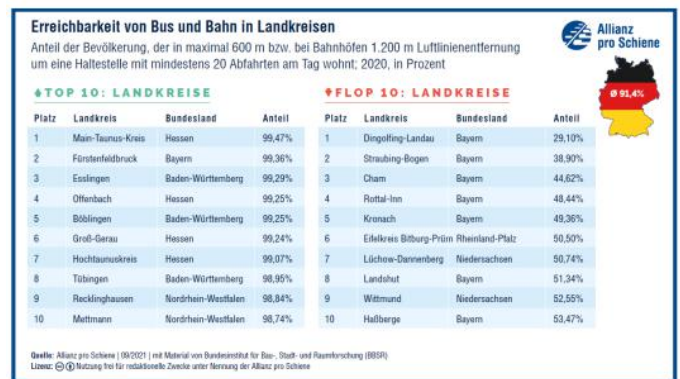 Erreichbarkeit von Bus und Bahn in Landkreisen
Anteil der Bevölkerung, der in maximal 600 m bzw. bei Bahnhöfen 1.200 m Luftlinienentfernung
um eine Haltestelle mit mindestens 20 Abfahrten am Tag wohnt; 2020, in Prozent
Allianz
pro Schiene
Ø 91,4%
TOP 10: LANDKREISE
Platz Landkreis Bundesland Anteil
1 Main-Taunus-Kreis Hessen 99,47%
2 Fürstenfeldbruck Bayern 99,36%
3 Esslingen Baden-Württemberg 99,29%
4 Offenbach Hessen 99,25%
5 Böblingen Baden-Württemberg 99,25%
6 Groß-Gerau Hessen 99,24%
7 Hochtaunuskreis Hessen 99,07%
8 Tübingen Baden-Württemberg 98,95%
9 Recklinghausen Nordrhein-Westfalen 98,84%
10 Mettmann Nordrhein-Westfalen 98,74%
FLOP 10: LANDKREISE
Platz Landkreis Bundesland Anteil
1 Dingolfing-Landau Bayern 29,10%
2 Straubing-Bogen Bayern 38,90%
3 Cham Bayern 44,62%
4 Rottal-Inn Bayern 48,44%
5 Kronach Bayern 49,36%
6 Eifelkreis Bitburg-Prüm Rheinland-Pfalz 50,50%
7 Lüchow-Dannenberg Niedersachsen 50,74%
8 Landshut Bayern 51,34%
9 Wittmund Niedersachsen 52,55%
10 Haßberge Bayern 53,47%
Quelle: Allianz pro Schiene | 09/2021 | mit Material von Bundesinstitut für Bau-, Stadt- und Raumforschung (BBSR)
Lizenz: Nutzung frei für redaktionelle Zwecke unter Nennung der Allianz pro Schiene